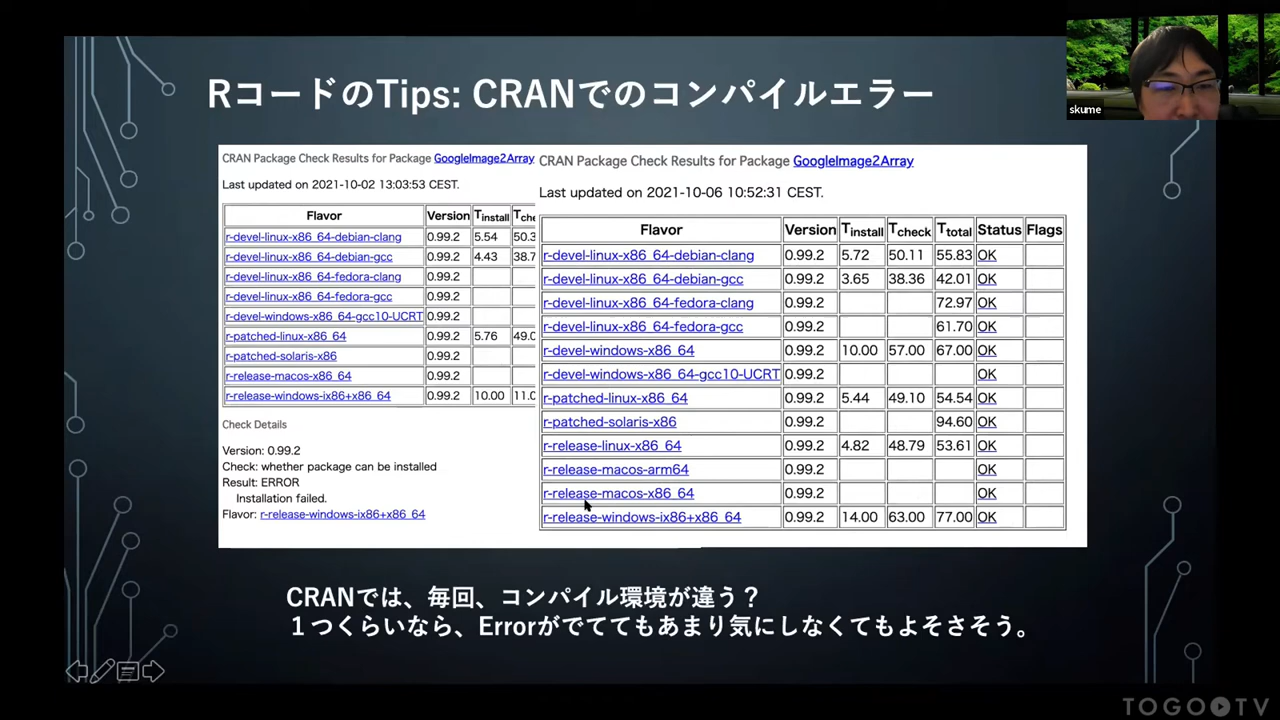 RコードのTips: CRANでのコンパイルエラー
skume
CRAN Package Check Results for Package GoogleImage2Array
Last updated on 2021-10-02 13:03:53 CEST.
Flavor Version Tinstall
r-devel-linux-x86_64-debian-clang 0.99.2 5.54 50.3
r-devel-linux-x86_64-debian-gcc 0.99.2 4.43 38.7
r-devel-linux-x86_64-fedora-clang 0.99.2
r-devel-linux-x86_64-fedora-gcc 0.99.2
r-devel-windows-x86_64-gcc10-UCRT 0.99.2
r-patched-linux-x86_64 0.99.2 5.76 49.0
r-patched-solaris-x86 0.99.2
r-release-macos-x86_64 0.99.2
r-release-windows-ix86+x86_64 0.99.2 10.00 11.0
Check Details
Version: 0.99.2
Check: whether package can be installed
Result: ERROR
Installation failed.
Flavor: r-release-windows-ix86+x86_64
CRAN Package Check Results for Package GoogleImage2Array
Last updated on 2021-10-06 10:52:31 CEST.
Flavor Version Tinstall Tcheck Ttotal Status Flags
r-devel-linux-x86_64-debian-clang 0.99.2 5.72 50.11 55.83 OK
r-devel-linux-x86_64-debian-gcc 0.99.2 3.65 38.36 42.01 OK
r-devel-linux-x86_64-fedora-clang 0.99.2 72.97 OK
r-devel-linux-x86_64-fedora-gcc 0.99.2 61.70 OK
r-devel-windows-x86_64 0.99.2 10.00 57.00 67.00 OK
r-devel-windows-x86_64-gcc10-UCRT 0.99.2 OK
r-patched-linux-x86_64 0.99.2 5.44 49.10 54.54 OK
r-patched-solaris-x86 0.99.2 94.60 OK
r-release-linux-x86_64 0.99.2 4.82 48.79 53.61 OK
r-release-macos-arm64 0.99.2 OK
r-release-macos-x86_64 0.99.2 OK
r-release-windows-ix86+x86_64 0.99.2 14.00 63.00 77.00 OK
CRANでは、毎回、コンパイル環境が違う？
１つくらいなら、Errorがでててもあまり気にしなくてもよそさそう。
TOGOTV